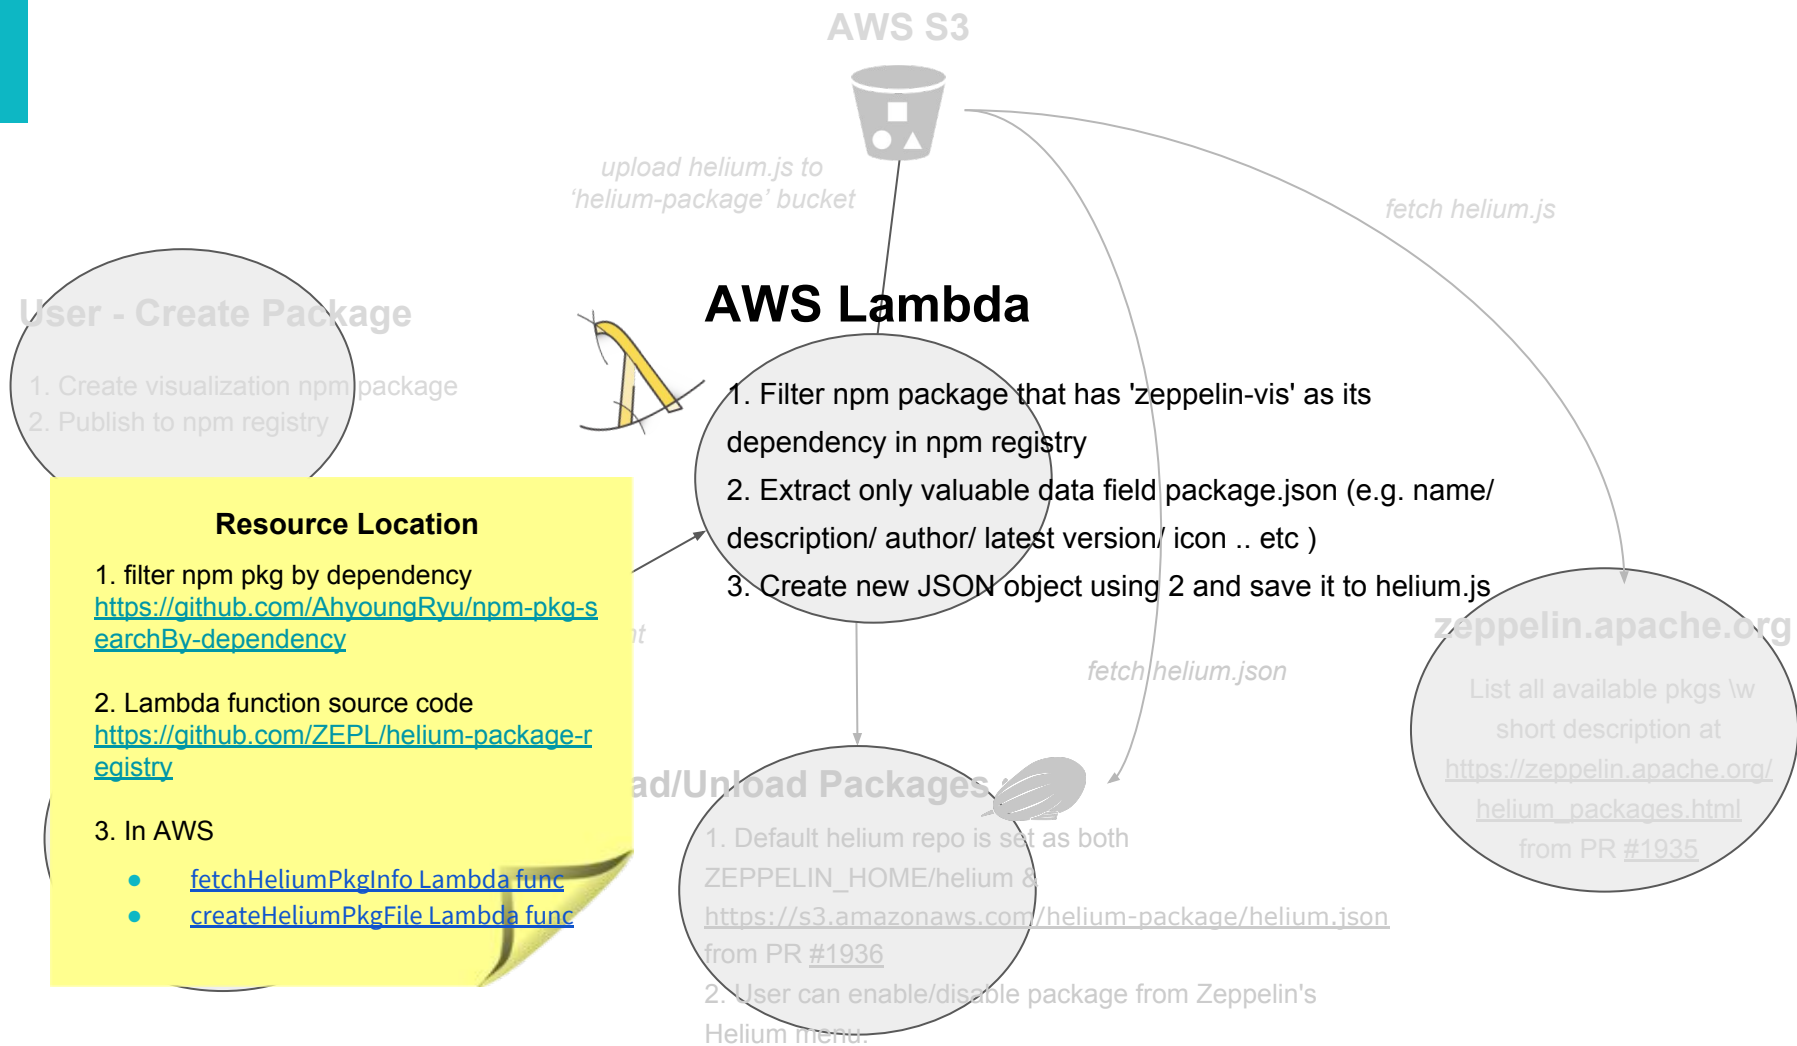 AWS S3
upload helium.js to
‘helium-package’ bucket
fetch helium.js
AWS Lambda
User - Create Package
1. Create visualization npm package
2. Publish to npm registry
1. Filter npm package that has 'zeppelin-vis' as its
dependency in npm registry
2. Extract only valuable data field package.json (e.g. name/
description/ author/ latest version/ icon .. etc )
3. Create new JSON object using 2 and save it to helium.js
Resource Location
1. filter npm pkg by dependency
https://github.com/AhyoungRyu/npm-pkg-s
earchBy-dependency
2. Lambda function source code
https://github.com/ZEPL/helium-package-r
egistry
3. In AWS
● fetchHeliumPkgInfo Lambda func
● createHeliumPkgFile Lambda func
fetch helium.json
zeppelin.apache.org
List all available pkgs \w
short description at
https://zeppelin.apache.org/
helium_packages.html
from PR #1935
ad/Unload Packages
1. Default helium repo is set as both
ZEPPELIN_HOME/helium &
https://s3.amazonaws.com/helium-package/helium.json
from PR #1936
2. User can enable/disable package from Zeppelin's
Helium menu.